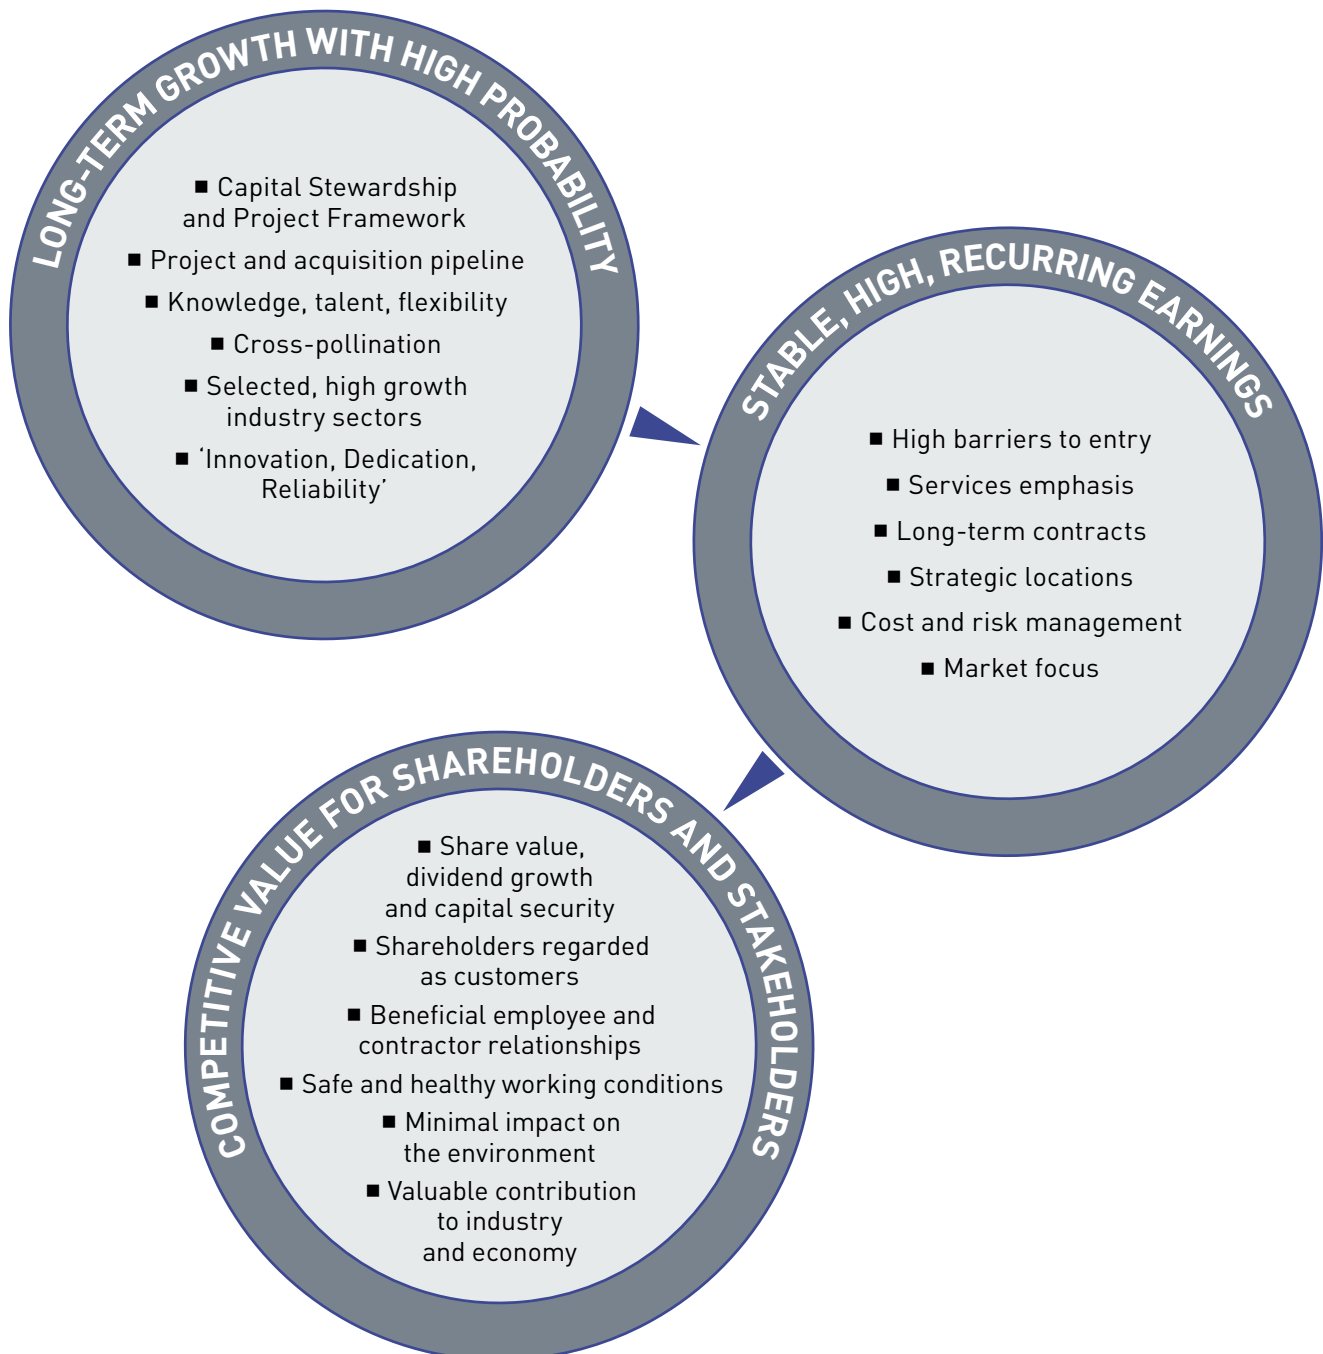 LONG-TERM GROWTH WITH HIGH PROBABILITY
■ Capital Stewardship
and Project Framework
■ Project and acquisition pipeline
■ Knowledge, talent, flexibility
■ Cross-pollination
■ Selected, high growth
industry sectors
■ ‘Innovation, Dedication,
Reliability’
STABLE, HIGH, RECURRING EARNINGS
■ High barriers to entry
■ Services emphasis
■ Long-term contracts
■ Strategic locations
■ Cost and risk management
■ Market focus
COMPETITIVE VALUE FOR SHAREHOLDERS AND STAKEHOLDERS
■ Share value,
dividend growth
and capital security
■ Shareholders regarded
as customers
■ Beneficial employee and
contractor relationships
■ Safe and healthy working conditions
■ Minimal impact on
the environment
■ Valuable contribution
to industry
and economy